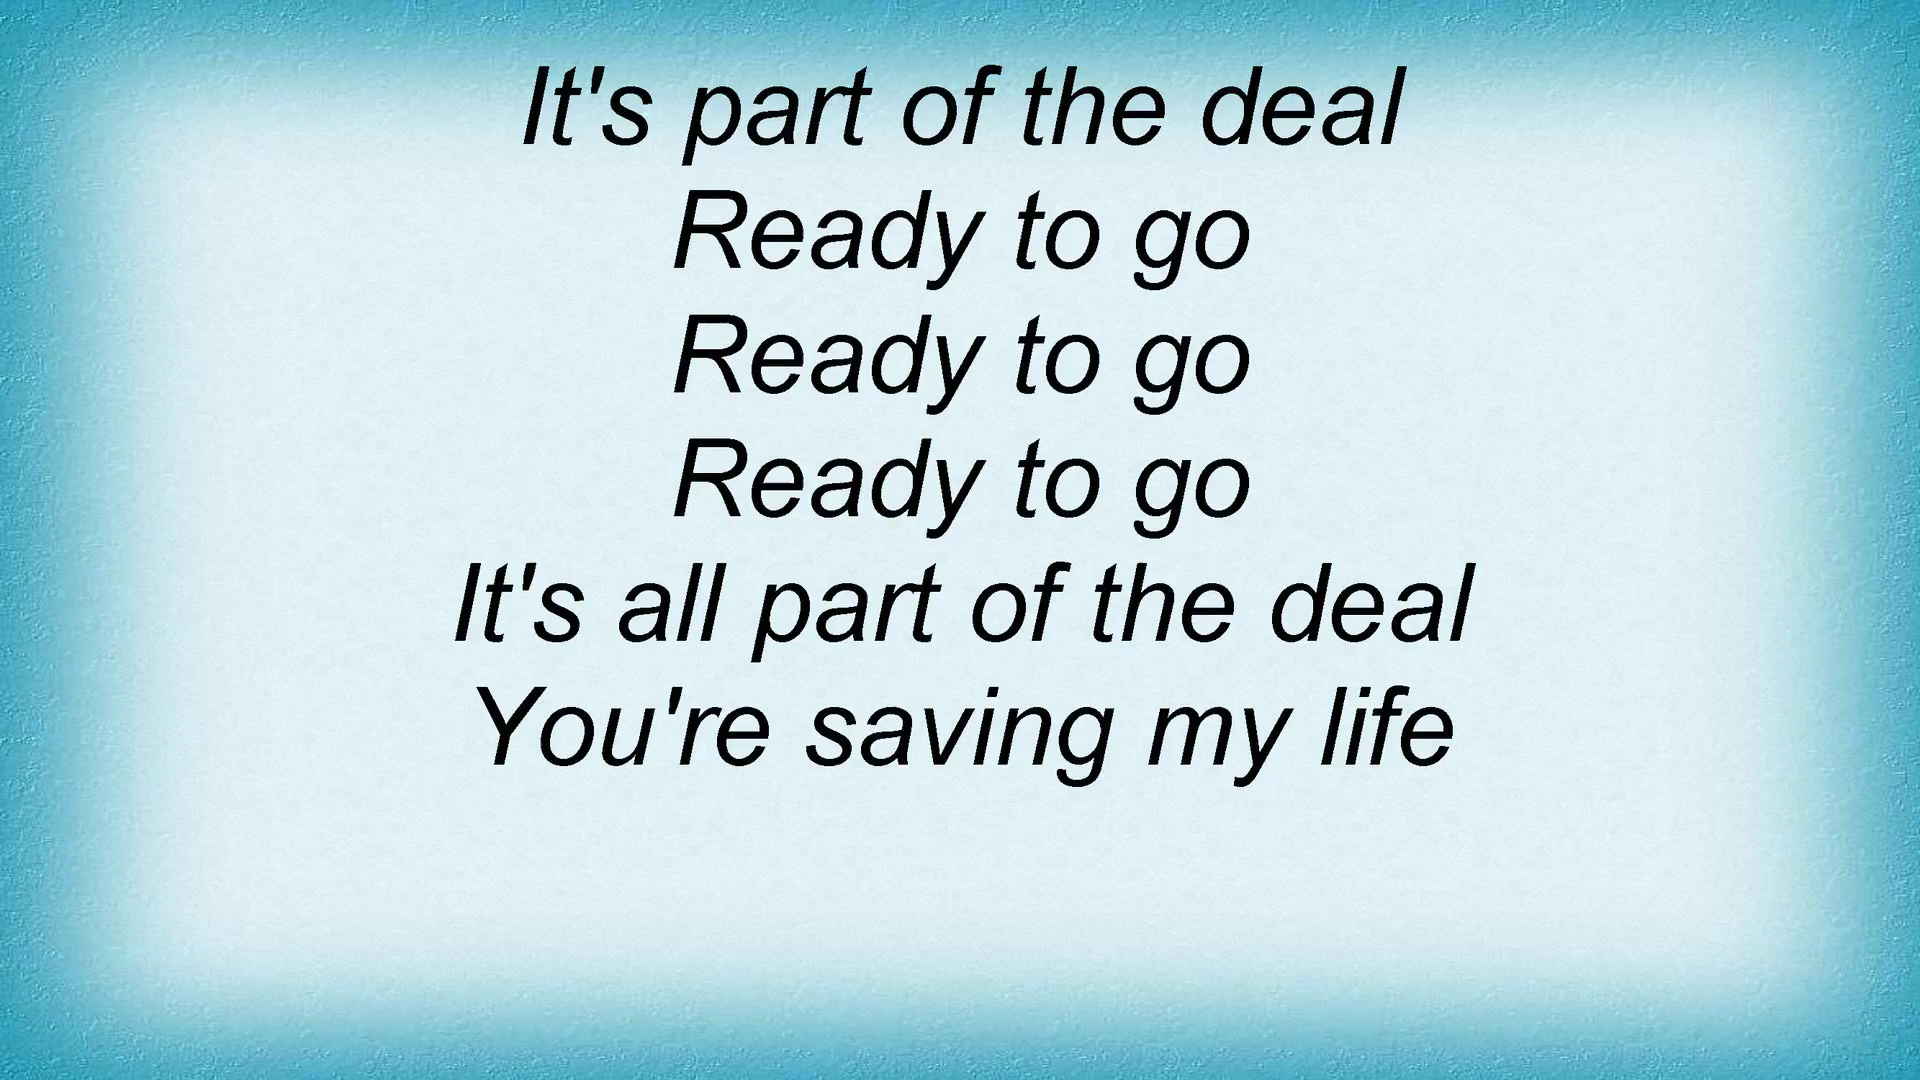 It's part of the deal
Ready to go
Ready to go
Ready to go
It's all part of the deal
You're saving my life